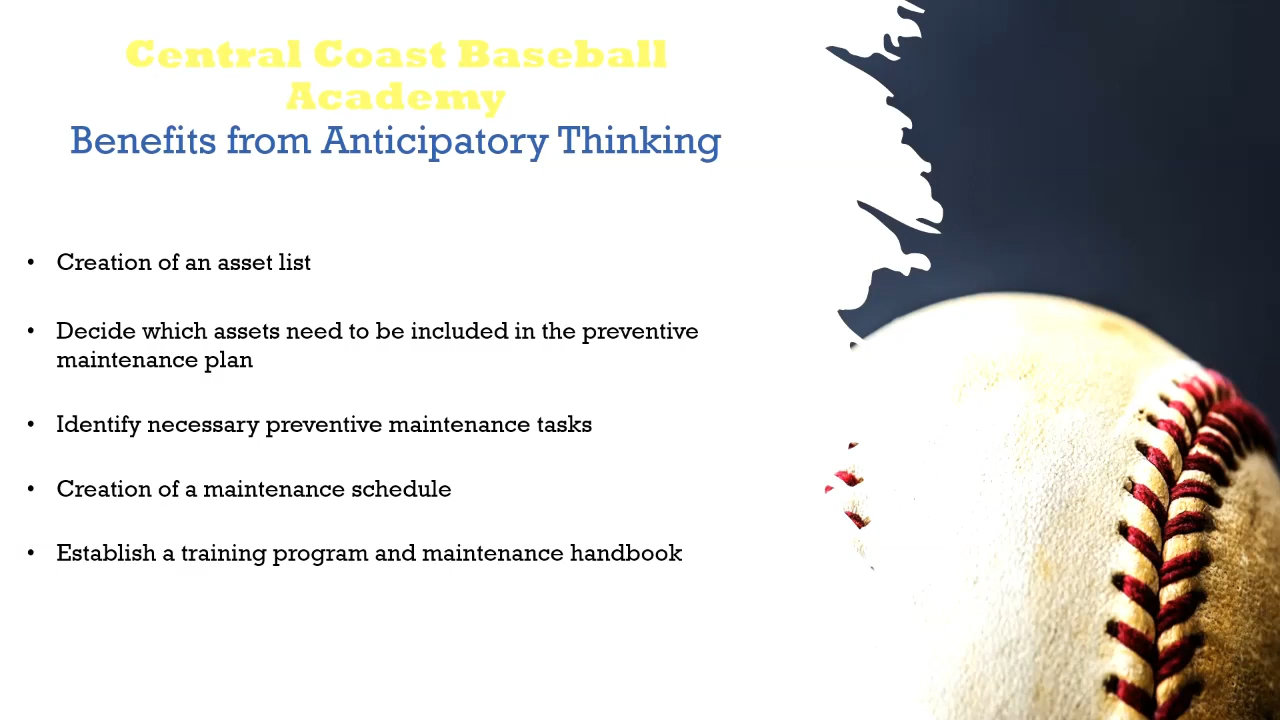 Central Coast Baseball
Academy
Benefits from Anticipatory Thinking
• Creation of an asset list
• Decide which assets need to be included in the preventive
maintenance plan
• Identify necessary preventive maintenance tasks
• Creation of a maintenance schedule
• Establish a training program and maintenance handbook